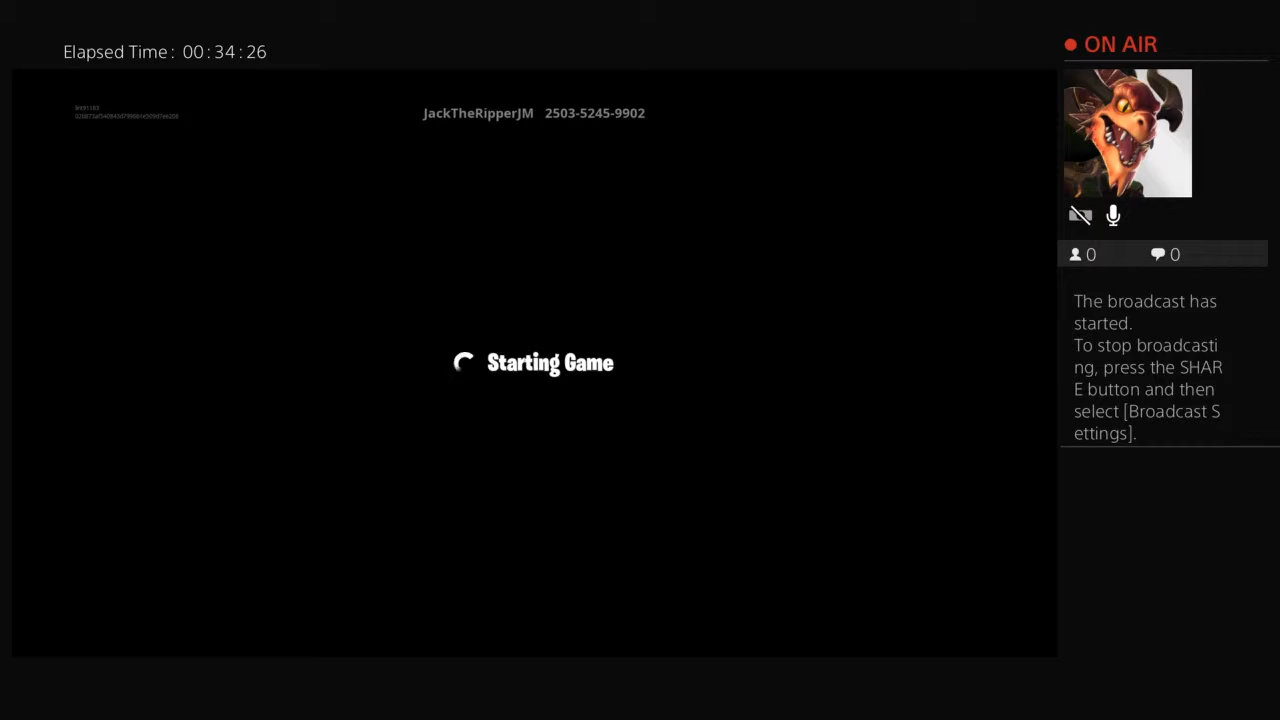 Elapsed Time: 00:34:26
ON AIR
JackTheRipperJM 2503-5245-9902
0
0
The broadcast has
started.
To stop broadcasti
ng, press the SHAR
E button and then
select [Broadcast S
ettings].
Starting Game